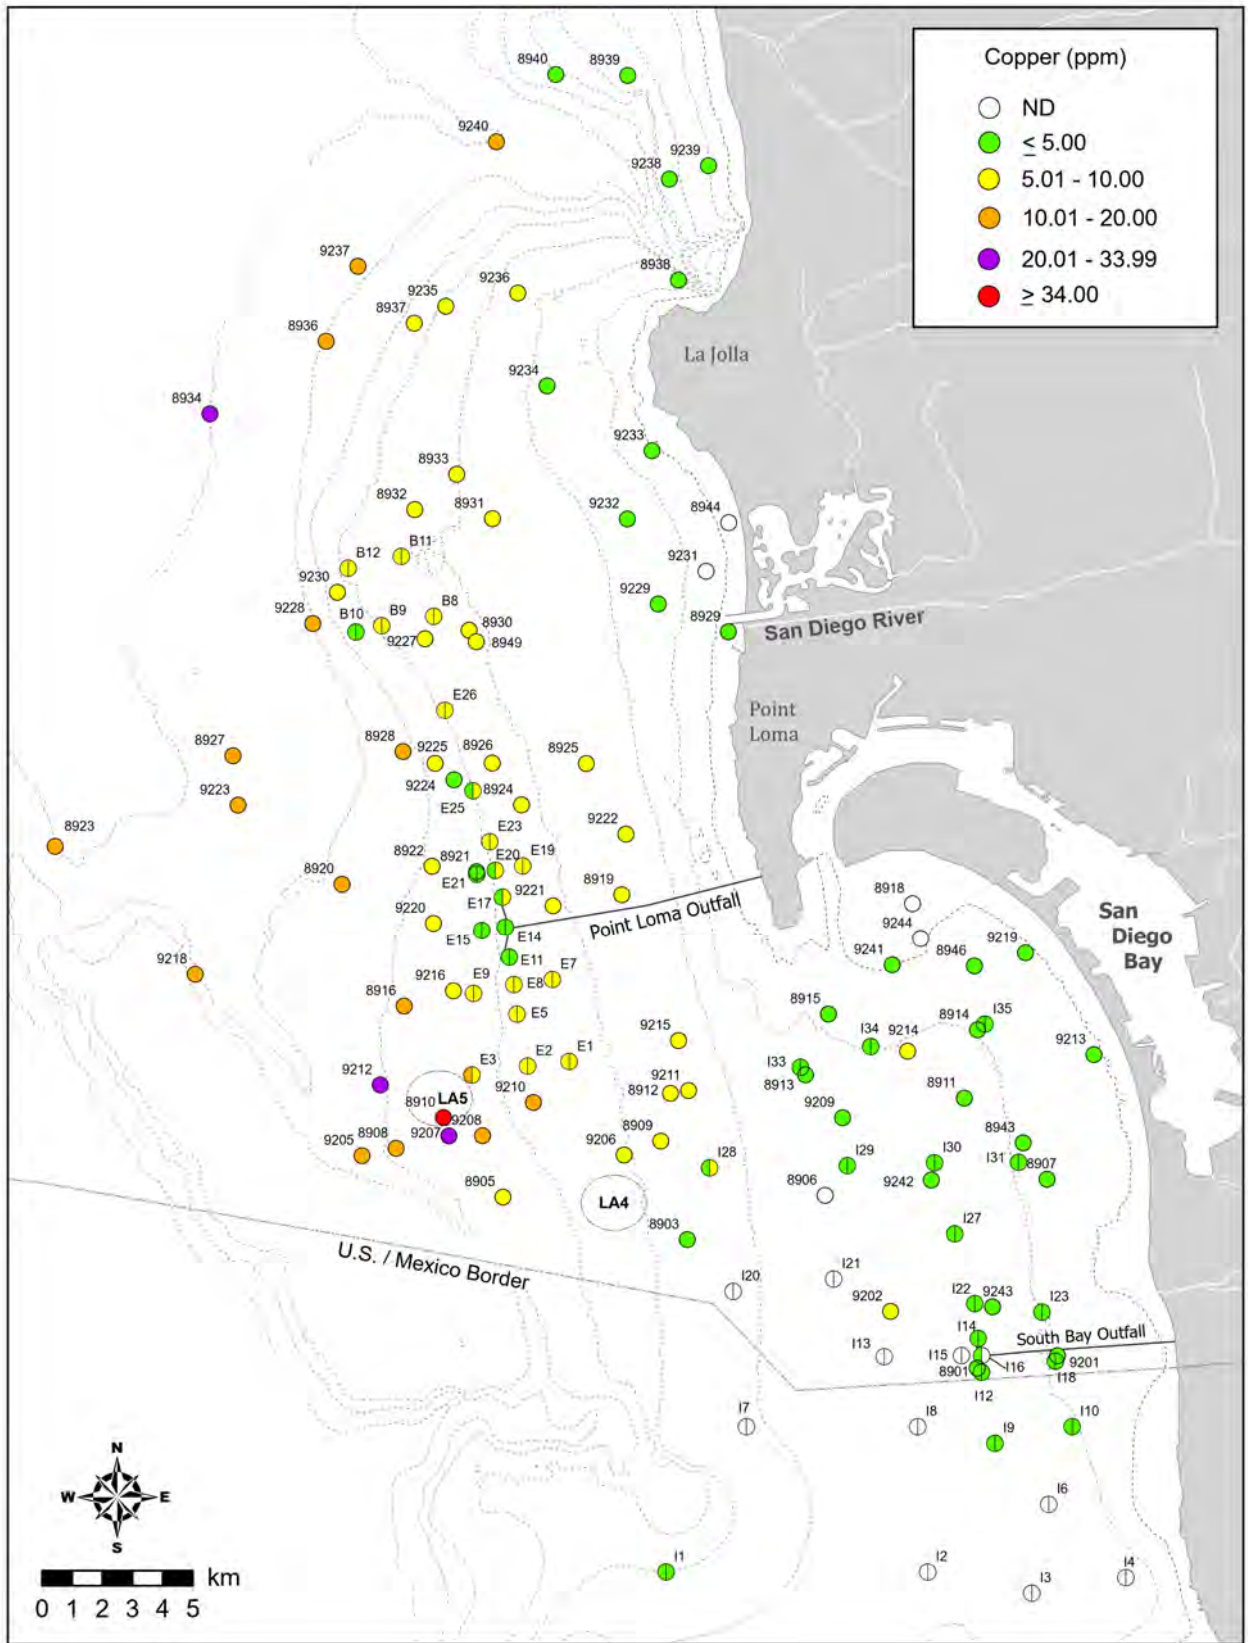 Copper (ppm)
ND
≤ 5.00
5.01 - 10.00
10.01 - 20.00
20.01 - 33.99
≥ 34.00
8940
8939
9240
9238
9239
9237
8938
9235
9236
8937
8936
La Jolla
9234
8934
9233
8933
8932
8931
9232
8944
B11
B12
9231
9230
9229
9228
B10
B9
B8
8930
8929
San Diego River
9227
8949
E26
Point
Loma
8927
8928
9225
8926
8925
9224
8924
9223
E25
8923
E23
9222
8922
8921
E20
E19
8920
E21
8919
8918
E17
9221
9220
Point Loma Outfall
9244
San
Diego
Bay
E15
E14
9241
8946
9219
E11
9218
9216
E9
E8
E7
8916
E5
8915
8914
I35
9215
I34
9214
9213
E3
E2
E1
I33
9212
9211
8913
8912
9210
LA5
8910
8911
9209
9208
8909
9207
8943
9205
8908
9206
I28
I29
I30
I31
8907
8906
9242
8905
LA4
8903
I27
U.S. / Mexico Border
I20
I21
9202
I22
9243
I23
I14
South Bay Outfall
I13
I15
I16
9201
8901
I18
I12
I7
I8
I9
I10
I6
I1
I2
I3
I4
N
W
E
S
km
0 1 2 3 4 5